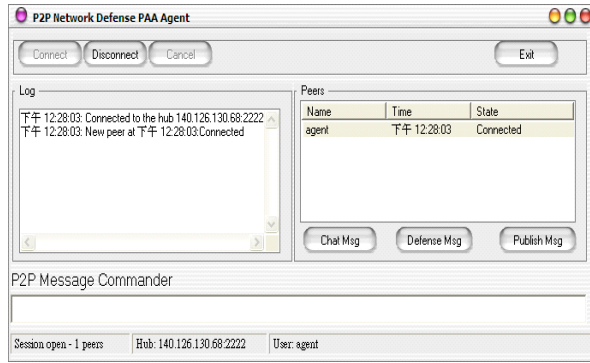 P2P Network Defense PAA Agent
Connect Disconnect Cancel Exit
Log
下午 12:28:03: Connected to the hub 140.126.130.68:2222
下午 12:28:03: New peer at 下午 12:28:03:Connected
Peers
Name Time State
agent 下午 12:28:03 Connected
Chat Msg Defense Msg Publish Msg
P2P Message Commander
Session open - 1 peers Hub: 140.126.130.68:2222 User: agent